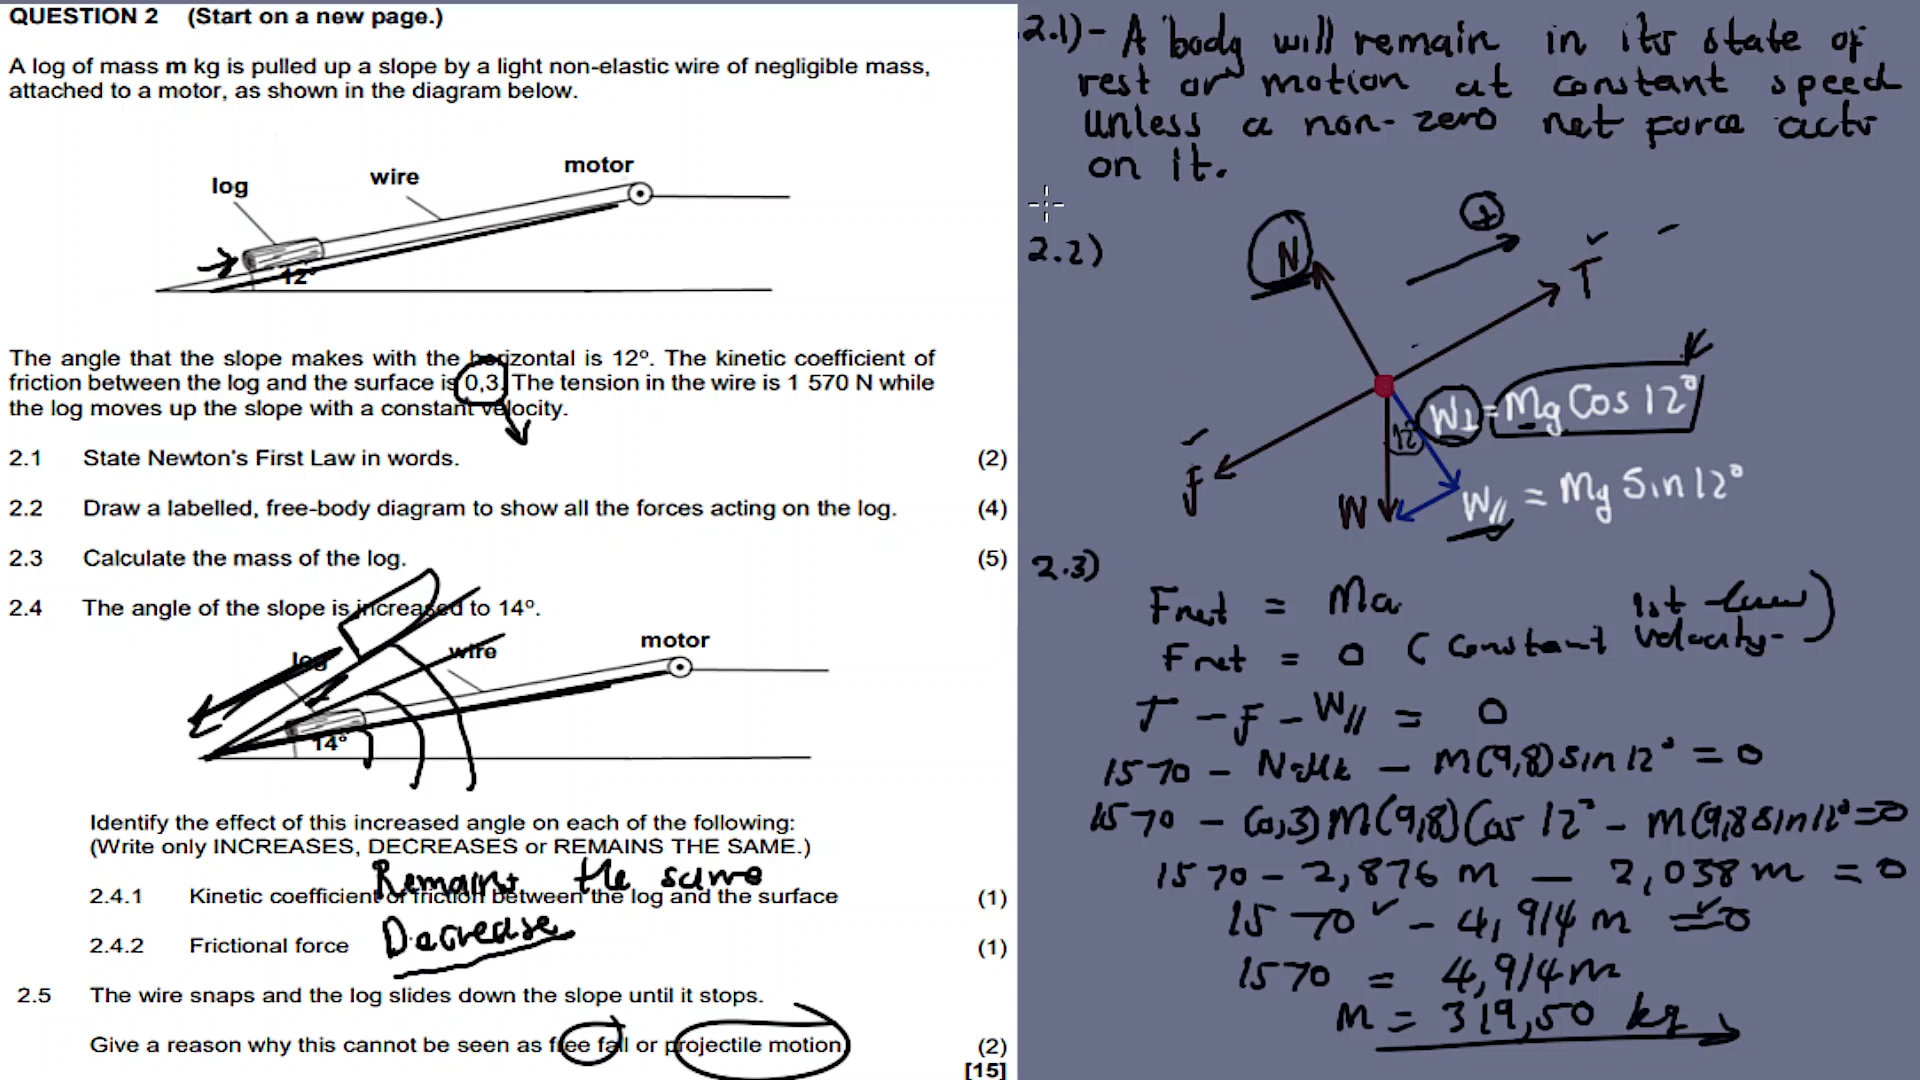 QUESTION 2 (Start on a new page.)
A log of mass m kg is pulled up a slope by a light non-elastic wire of negligible mass,
attached to a motor, as shown in the diagram below.
log
wire
motor
12°
The angle that the slope makes with the horizontal is 12º. The kinetic coefficient of
friction between the log and the surface is 0,3. The tension in the wire is 1 570 N while
the log moves up the slope with a constant velocity.
2.1 State Newton's First Law in words. (2)
2.2 Draw a labelled, free-body diagram to show all the forces acting on the log. (4)
2.3 Calculate the mass of the log. (5)
2.4 The angle of the slope is increased to 14º.
log
wire
motor
14°
Identify the effect of this increased angle on each of the following:
(Write only INCREASES, DECREASES or REMAINS THE SAME.)
Remains the same
2.4.1 Kinetic coefficient of friction between the log and the surface (1)
2.4.2 Frictional force Decrease (1)
2.5 The wire snaps and the log slides down the slope until it stops.
Give a reason why this cannot be seen as free fall or projectile motion. (2)
[15]
2.1) - A body will remain in its state of
rest or motion at constant speed
unless a non-zero net force acts
on it.
2.2)
N
+
T
W⊥ = Mg Cos 12°
12°
f
W
W// = Mg Sin 12°
2.3)
Fnet = Ma
Fnet = 0 (Constant velocity - 1st law)
T - f - W// = 0
1570 - N·μk - m(9,8) Sin 12° = 0
1570 - (0,3)m(9,8)Cos 12° - m(9,8 Sin 12° = 0
1570 - 2,876 m - 2,038 m = 0
1570 - 4,914 m = 0
1570 = 4,914 m
m = 319,50 kg